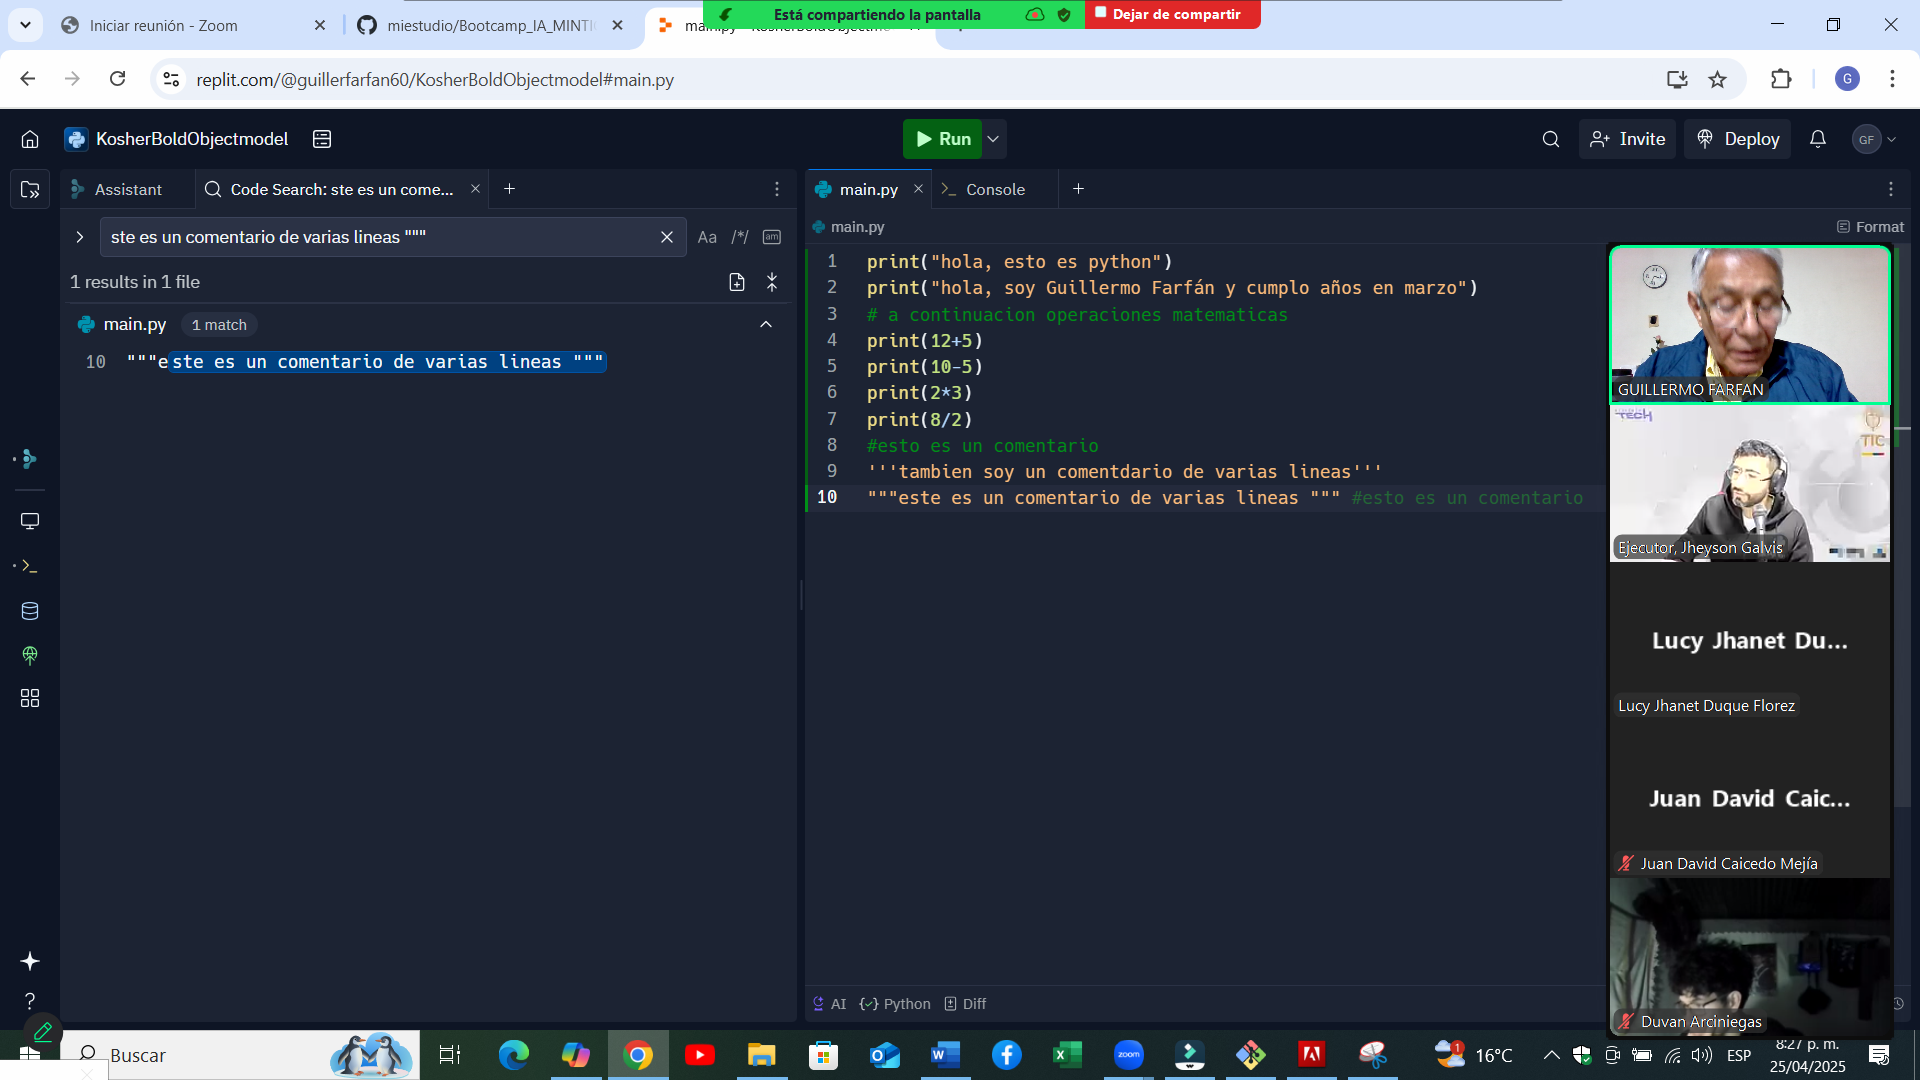 Iniciar reunión - Zoom
miestudio/Bootcamp_IA_MINTI
Está compartiendo la pantalla
Dejar de compartir
replit.com/@guillerfarfan60/KosherBoldObjectmodel#main.py
G
KosherBoldObjectmodel
Run
Invite
Deploy
GF
Assistant
Code Search: ste es un come...
main.py
Console
ste es un comentario de varias lineas """
Aa
/*/
am
main.py
Format
1 results in 1 file
main.py
1 match
10 """este es un comentario de varias lineas """
1 print("hola, esto es python")
2 print("hola, soy Guillermo Farfán y cumplo años en marzo")
3 # a continuacion operaciones matematicas
4 print(12+5)
5 print(10-5)
6 print(2*3)
7 print(8/2)
8 #esto es un comentario
9 '''tambien soy un comentdario de varias lineas'''
10 """este es un comentario de varias lineas """ #esto es un comentario
GUILLERMO FARFAN
TECH
TIC
Ejecutor, Jheyson Galvis
Lucy Jhanet Du...
Lucy Jhanet Duque Florez
Juan David Caic...
Juan David Caicedo Mejía
Duvan Arciniegas
AI
Python
Diff
Buscar
zoom
1
16°C
ESP
8:27 p. m.
25/04/2025